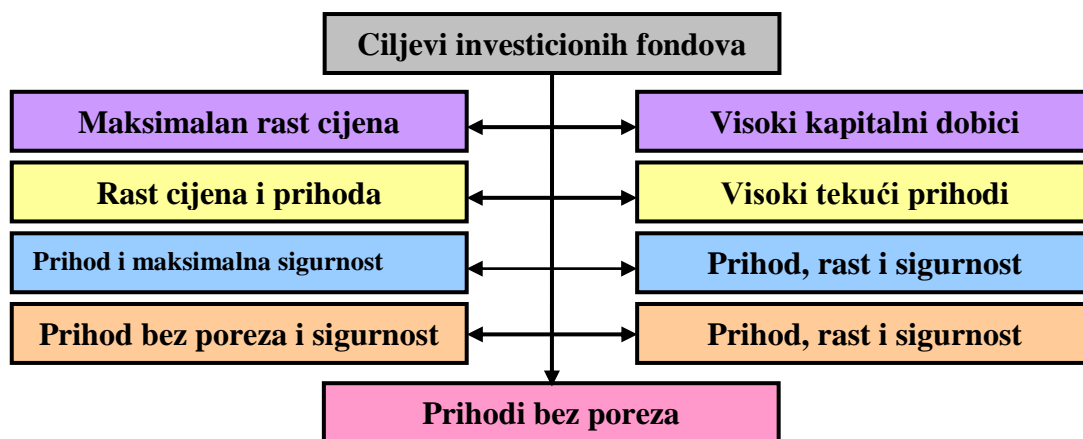 Ciljevi investicionih fondova
Maksimalan rast cijena
Visoki kapitalni dobici
Rast cijena i prihoda
Visoki tekući prihodi
Prihod i maksimalna sigurnost
Prihod, rast i sigurnost
Prihod bez poreza i sigurnost
Prihod, rast i sigurnost
Prihodi bez poreza